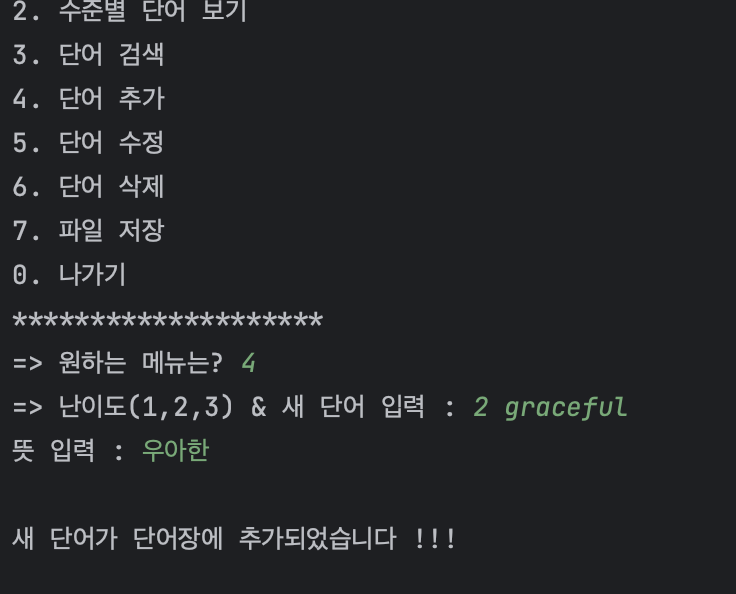 2. 수준별 단어 보기
3. 단어 검색
4. 단어 추가
5. 단어 수정
6. 단어 삭제
7. 파일 저장
0. 나가기
********************
=> 원하는 메뉴는? 4
=> 난이도(1,2,3) & 새 단어 입력 : 2 graceful
뜻 입력 : 우아한
새 단어가 단어장에 추가되었습니다 !!!